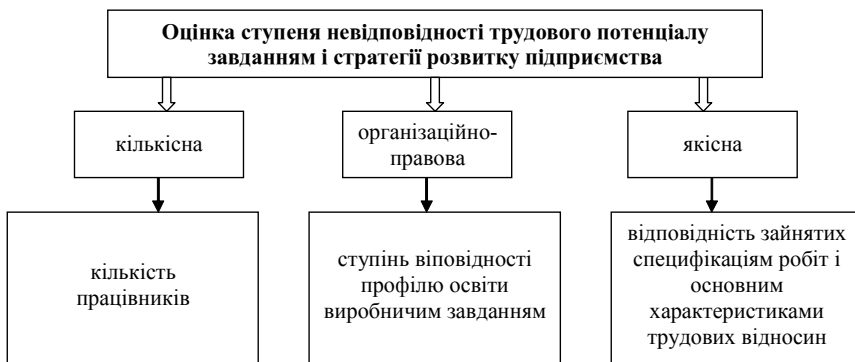 Оцінка ступеня невідповідності трудового потенціалу
завданням і стратегії розвитку підприємства
кількісна
організаційно-
правова
якісна
кількість
працівників
ступінь віповідності
профілю освіти
виробничим завданням
відповідність зайнятих
специфікаціям робіт і
основним
характеристиками
трудових відносин